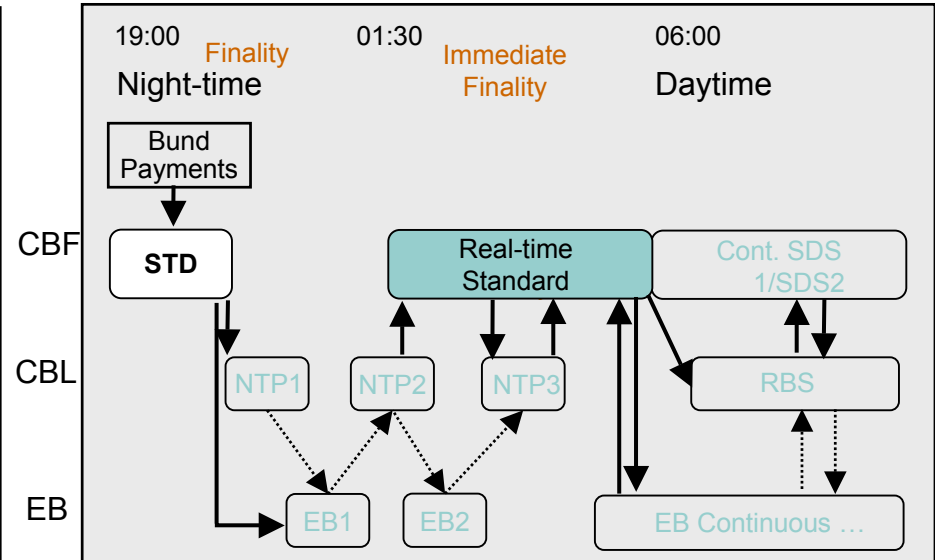 19:00
Finality
01:30
Immediate
Finality
06:00
Night-time
Daytime
Bund
Payments
CBF
STD
Real-time
Standard
Cont. SDS
1/SDS2
CBL
NTP1
NTP2
NTP3
RBS
EB
EB1
EB2
EB Continuous …